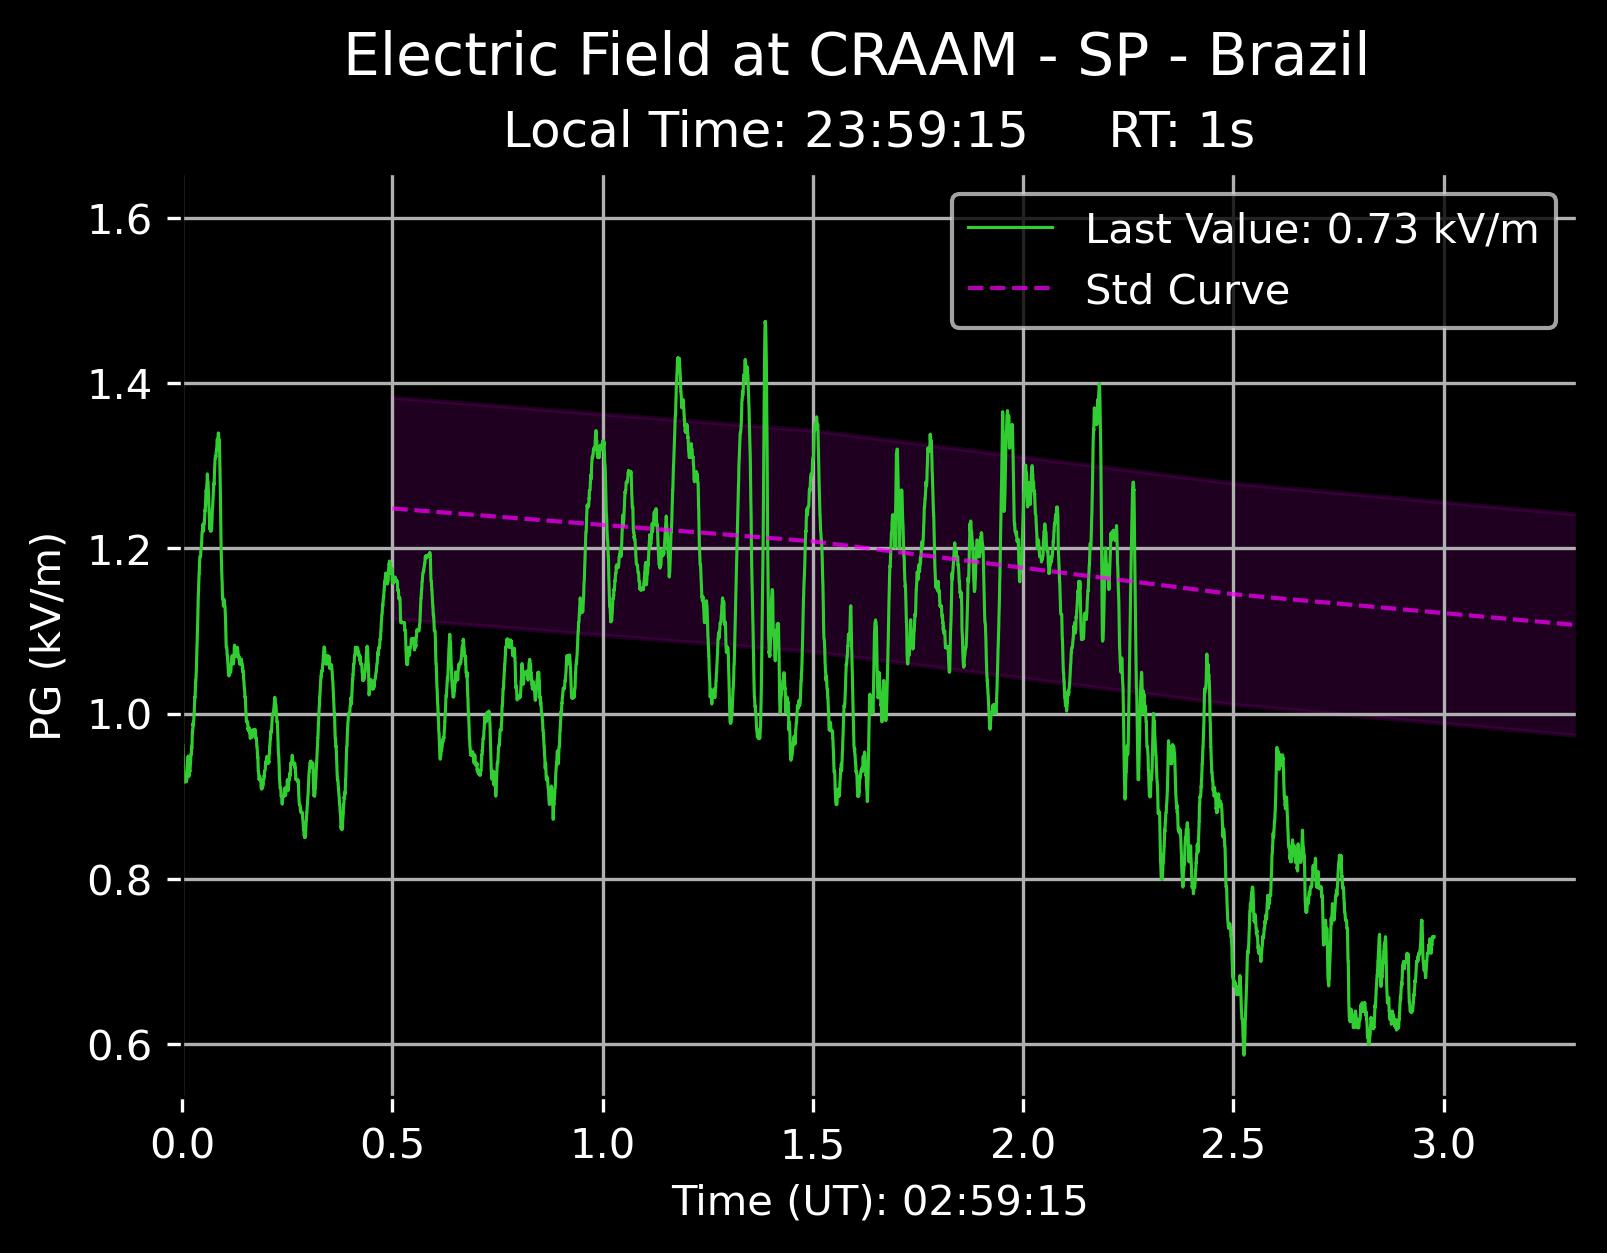 Electric Field at CRAAM - SP - Brazil
Local Time: 23:59:15 RT: 1s
Last Value: 0.73 kV/m
Std Curve
PG (kV/m)
1.6
1.4
1.2
1.0
0.8
0.6
0.0 0.5 1.0 1.5 2.0 2.5 3.0
Time (UT): 02:59:15